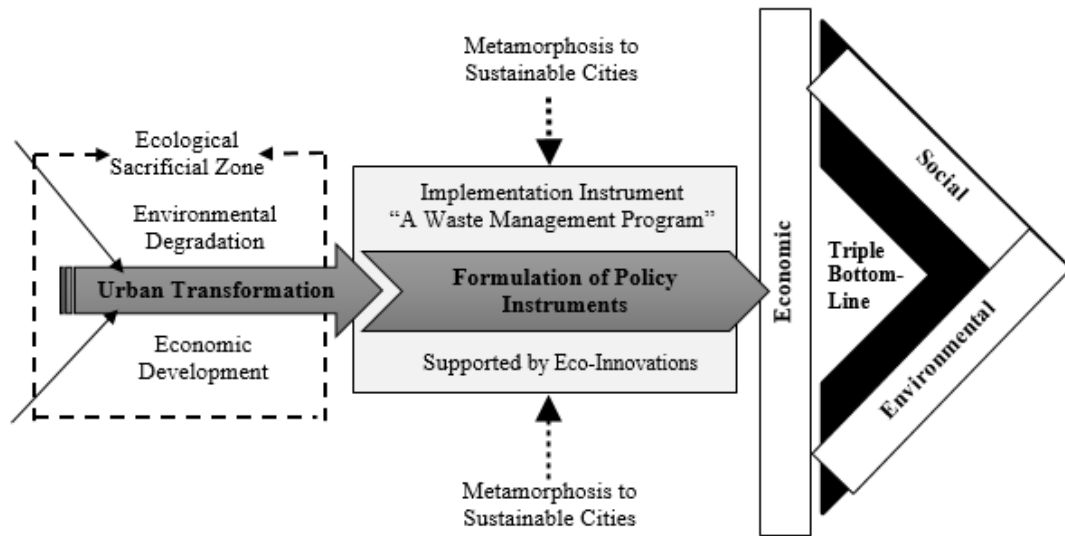 Metamorphosis to
Sustainable Cities
Ecological
Sacrificial Zone
Environmental
Degradation
Urban Transformation
Economic
Development
Implementation Instrument
“A Waste Management Program”
Formulation of Policy
Instruments
Supported by Eco-Innovations
Metamorphosis to
Sustainable Cities
Economic
Triple
Bottom-
Line
Social
Environmental